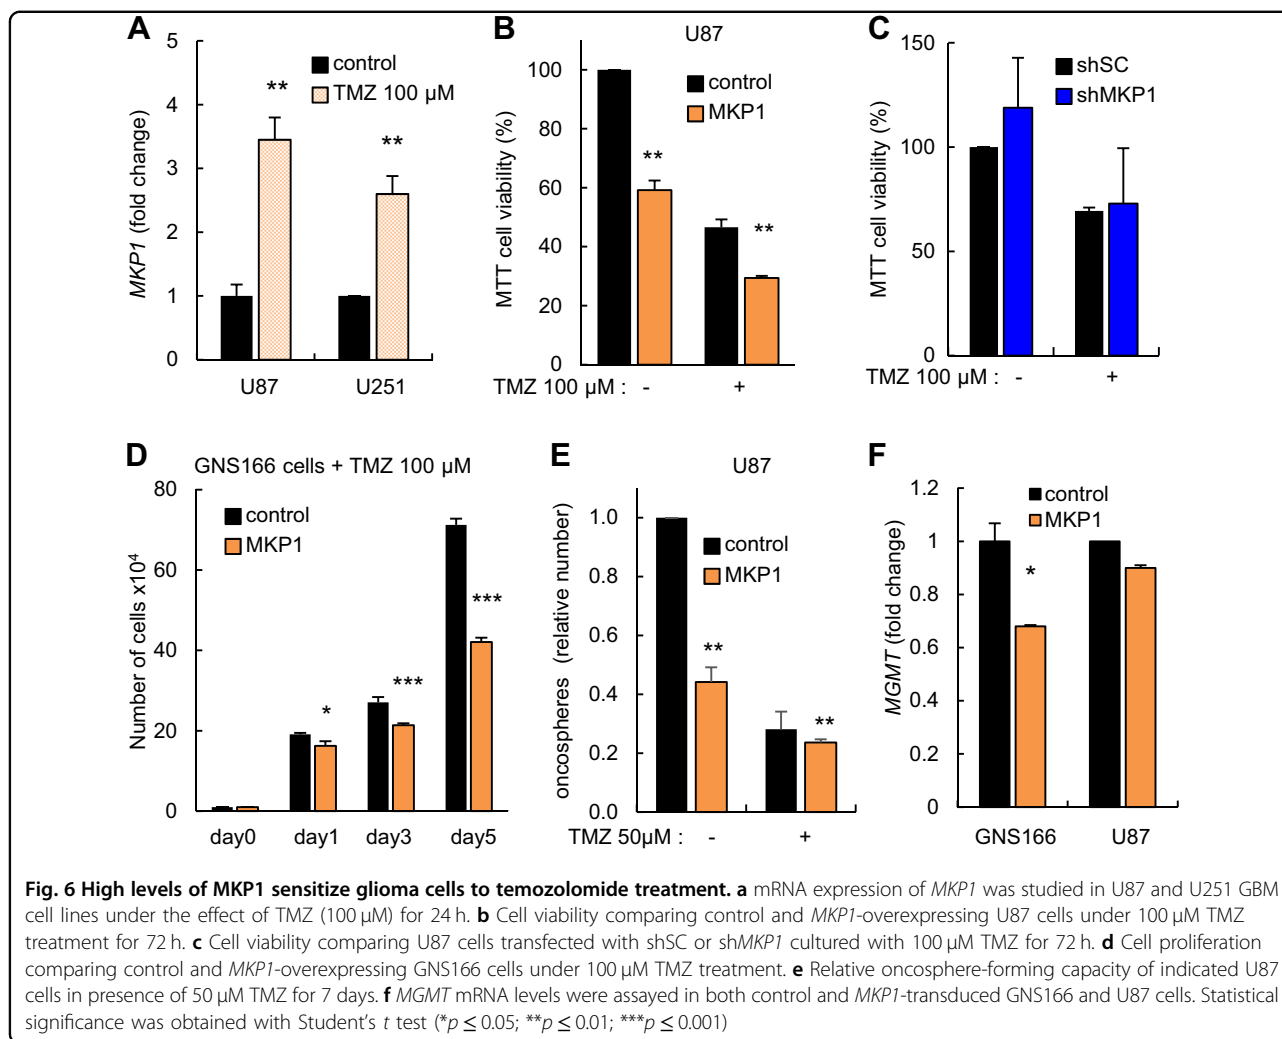 A
5
4
3
2
1
0
MKP1 (fold change)
control
TMZ 100 µM
**
**
U87
U251
B
U87
100
80
60
40
20
0
MTT cell viability (%)
control
MKP1
**
**
TMZ 100 µM : - +
C
150
100
50
0
MTT cell viability (%)
shSC
shMKP1
TMZ 100 µM : - +
D
GNS166 cells + TMZ 100 µM
80
60
40
20
0
Number of cells x10⁴
control
MKP1
*
***
***
day0 day1 day3 day5
E
U87
1.0
0.8
0.6
0.4
0.2
0.0
oncospheres (relative number)
control
MKP1
**
**
TMZ 50µM : - +
F
1.2
1
0.8
0.6
0.4
0.2
0
MGMT (fold change)
control
MKP1
*
GNS166 U87
Fig. 6 High levels of MKP1 sensitize glioma cells to temozolomide treatment. a mRNA expression of MKP1 was studied in U87 and U251 GBM
cell lines under the effect of TMZ (100 µM) for 24 h. b Cell viability comparing control and MKP1-overexpressing U87 cells under 100 µM TMZ
treatment for 72 h. c Cell viability comparing U87 cells transfected with shSC or shMKP1 cultured with 100 µM TMZ for 72 h. d Cell proliferation
comparing control and MKP1-overexpressing GNS166 cells under 100 µM TMZ treatment. e Relative oncosphere-forming capacity of indicated U87
cells in presence of 50 µM TMZ for 7 days. f MGMT mRNA levels were assayed in both control and MKP1-transduced GNS166 and U87 cells. Statistical
significance was obtained with Student's t test (*p ≤ 0.05; **p ≤ 0.01; ***p ≤ 0.001)